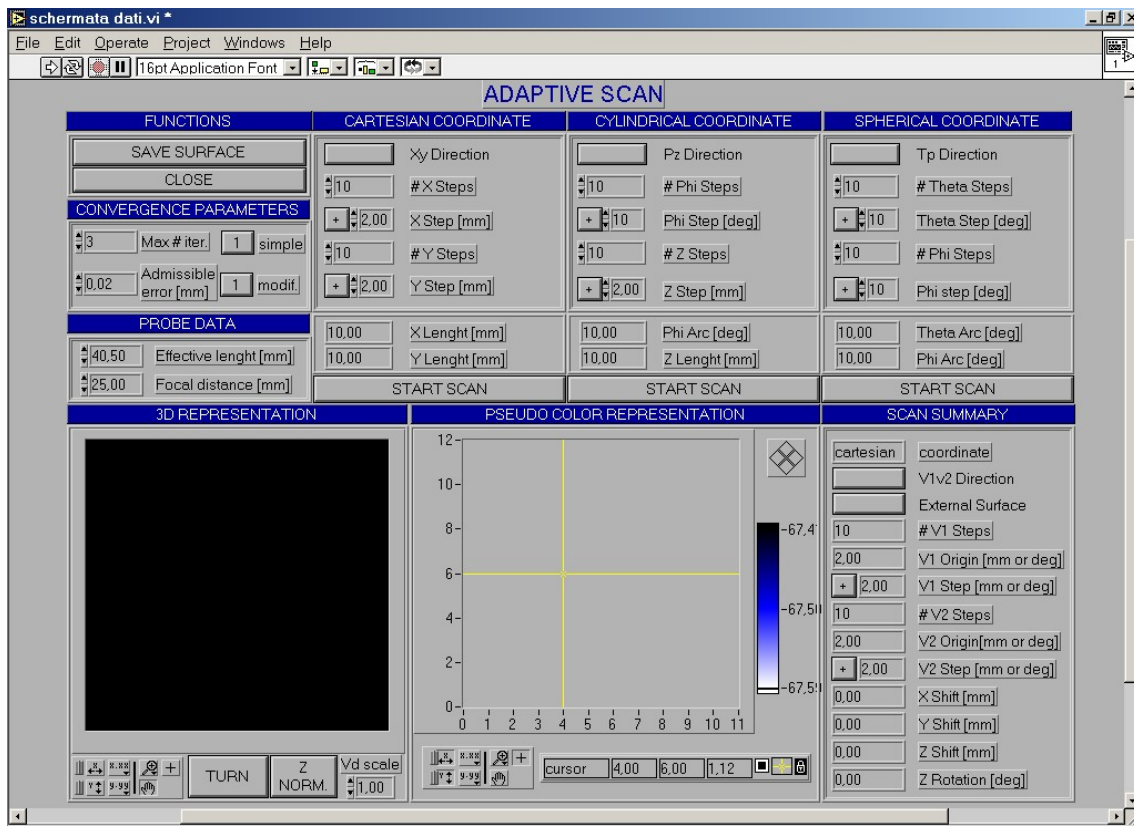 schermata dati.vi *
File Edit Operate Project Windows Help
16pt Application Font
1
ADAPTIVE SCAN
FUNCTIONS
SAVE SURFACE
CLOSE
CONVERGENCE PARAMETERS
3 Max # iter. 1 simple
0,02 Admissible error [mm] 1 modif.
PROBE DATA
40,50 Effective lenght [mm]
25,00 Focal distance [mm]
CARTESIAN COORDINATE
Xy Direction
10 # X Steps
+ 2,00 X Step [mm]
10 # Y Steps
+ 2,00 Y Step [mm]
10,00 X Lenght [mm]
10,00 Y Lenght [mm]
START SCAN
CYLINDRICAL COORDINATE
Pz Direction
10 # Phi Steps
+ 10 Phi Step [deg]
10 # Z Steps
+ 2,00 Z Step [mm]
10,00 Phi Arc [deg]
10,00 Z Lenght [mm]
START SCAN
SPHERICAL COORDINATE
Tp Direction
10 # Theta Steps
+ 10 Theta Step [deg]
10 # Phi Steps
+ 10 Phi step [deg]
10,00 Theta Arc [deg]
10,00 Phi Arc [deg]
START SCAN
3D REPRESENTATION
TURN
Z NORM.
Vd scale
1,00
PSEUDO COLOR REPRESENTATION
12
10
8
6
4
2
0
0 1 2 3 4 5 6 7 8 9 10 11
-67,4
-67,5
-67,5
cursor 4,00 6,00 1,12
SCAN SUMMARY
cartesian coordinate
V1v2 Direction
External Surface
10 # V1 Steps
2,00 V1 Origin [mm or deg]
+ 2,00 V1 Step [mm or deg]
10 # V2 Steps
2,00 V2 Origin[mm or deg]
+ 2,00 V2 Step [mm or deg]
0,00 X Shift [mm]
0,00 Y Shift [mm]
0,00 Z Shift [mm]
0,00 Z Rotation [deg]